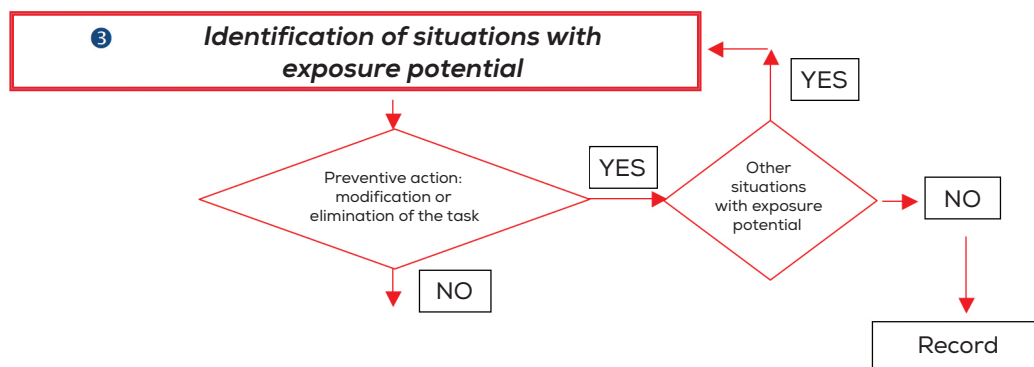 ❸ Identification of situations with
exposure potential
YES
Preventive action:
modification or
elimination of the task
YES
Other
situations
with exposure
potential
NO
NO
Record